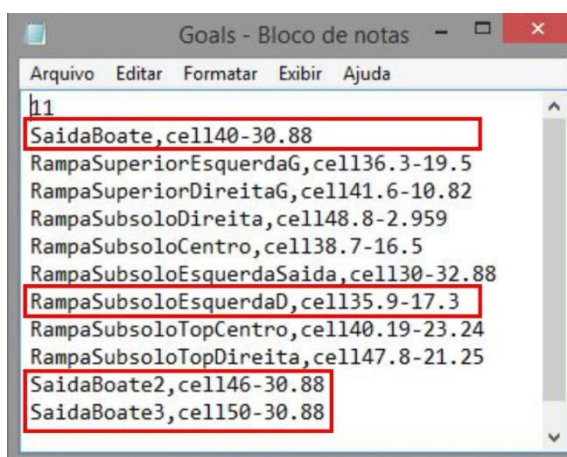 Goals - Bloco de notas
Arquivo Editar Formatar Exibir Ajuda
11
SaidaBoate,cell40-30.88
RampaSuperiorEsquerdaG,cell36.3-19.5
RampaSuperiorDireitaG,cell41.6-10.82
RampaSubsoloDireita,cell48.8-2.959
RampaSubsoloCentro,cell38.7-16.5
RampaSubsoloEsquerdaSaida,cell30-32.88
RampaSubsoloEsquerdaD,cell35.9-17.3
RampaSubsoloTopCentro,cell40.19-23.24
RampaSubsoloTopDireita,cell47.8-21.25
SaidaBoate2,cell46-30.88
SaidaBoate3,cell50-30.88